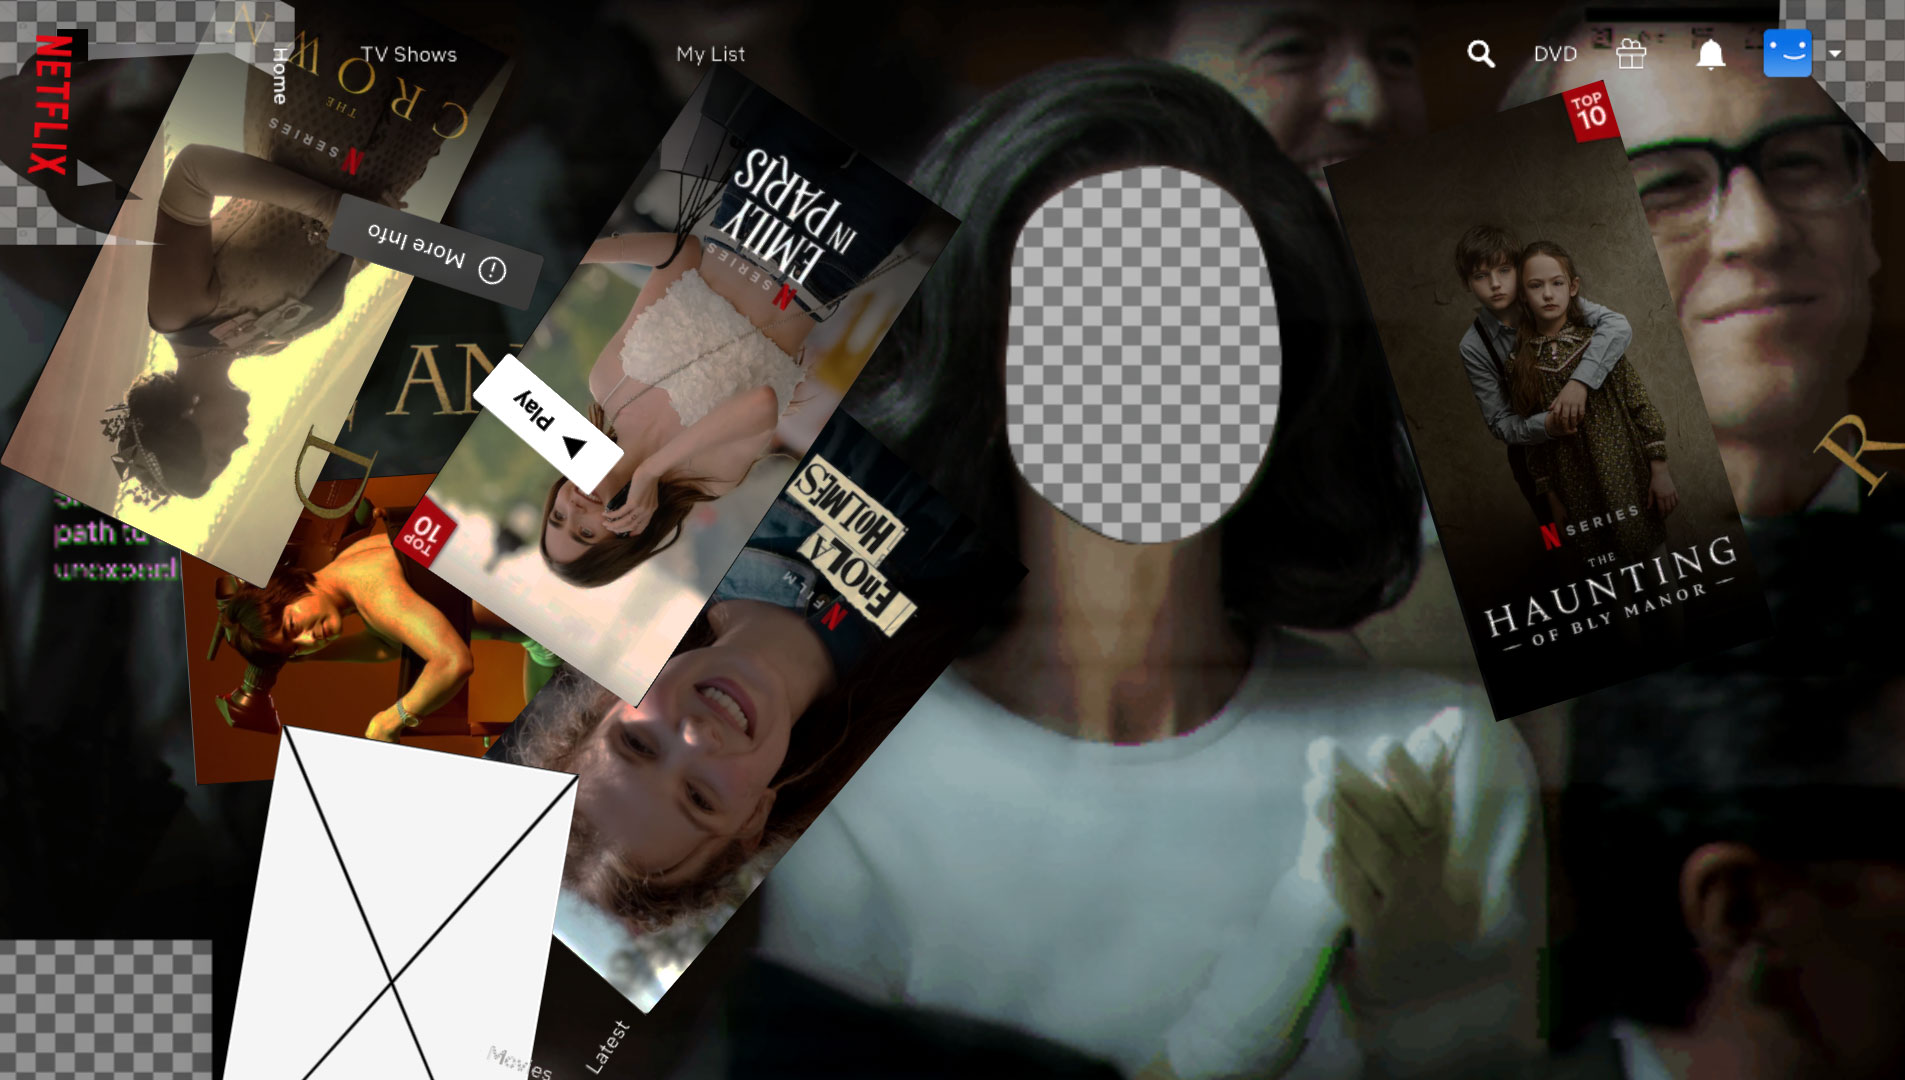 NETFLIX
Home
TV Shows
My List
DVD
CROWN
THE
SERIES
TOP
10
EMILY
IN PARIS
SERIES
More Info
AN
D
R
Play
path to
unexpect
TOP
10
ENOLA
HOLMES
FILM
N SERIES
THE
HAUNTING
OF BLY MANOR
Movies
Latest